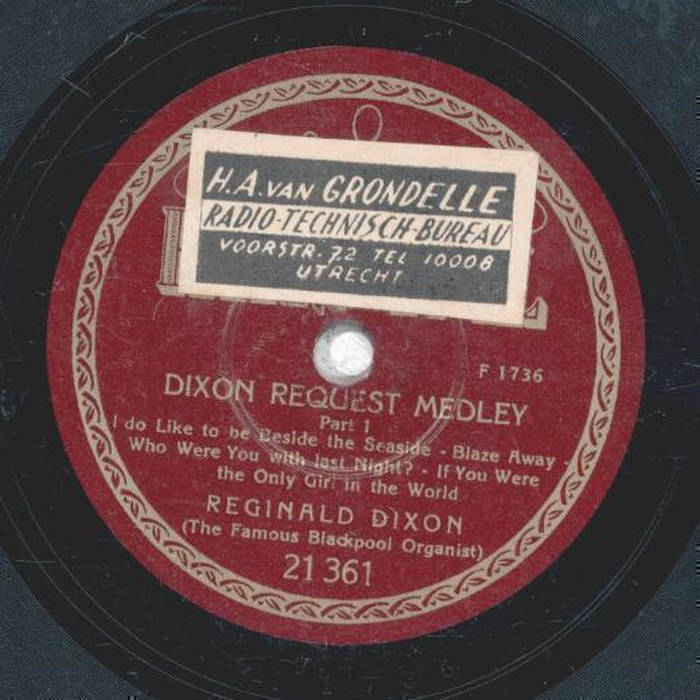 H.A. VAN GRONDELLE
RADIO-TECHNISCH-BUREAU
VOORSTR. 72 TEL 10008
UTRECHT
F 1736
DIXON REQUEST MEDLEY
Part 1
I do Like to be Beside the Seaside - Blaze Away -
Who Were You with last Night? - If You Were
the Only Girl in the World
REGINALD DIXON
(The Famous Blackpool Organist)
21361